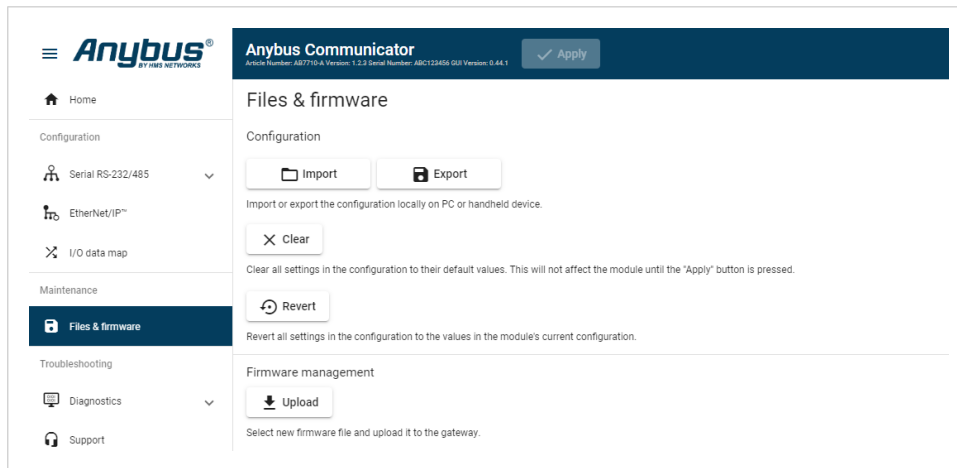 Anybus®
BY HMS NETWORKS
Anybus Communicator
Article Number: AB7710-A Version: 1.2.3 Serial Number: ABC123456 GUI Version: 0.44.1
Apply
Home
Configuration
Serial RS-232/485
EtherNet/IP™
I/O data map
Maintenance
Files & firmware
Troubleshooting
Diagnostics
Support
Files & firmware
Configuration
Import
Export
Import or export the configuration locally on PC or handheld device.
Clear
Clear all settings in the configuration to their default values. This will not affect the module until the "Apply" button is pressed.
Revert
Revert all settings in the configuration to the values in the module's current configuration.
Firmware management
Upload
Select new firmware file and upload it to the gateway.